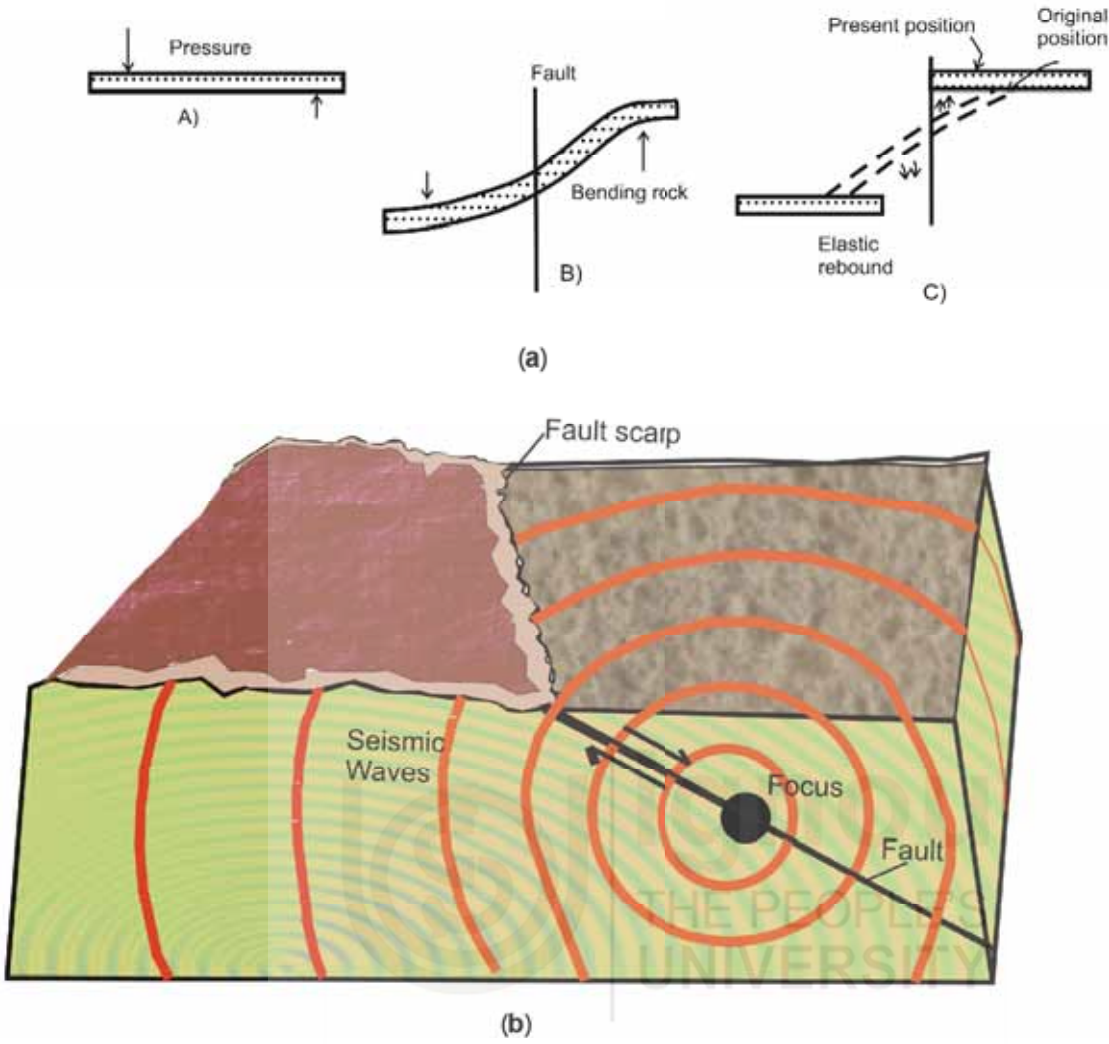 Pressure
A)
Fault
Bending rock
B)
Present position
Original
position
Elastic
rebound
C)
(a)
Fault scarp
Seismic
Waves
Focus
Fault
THE PEOPLE'S
UNIVERSITY
(b)